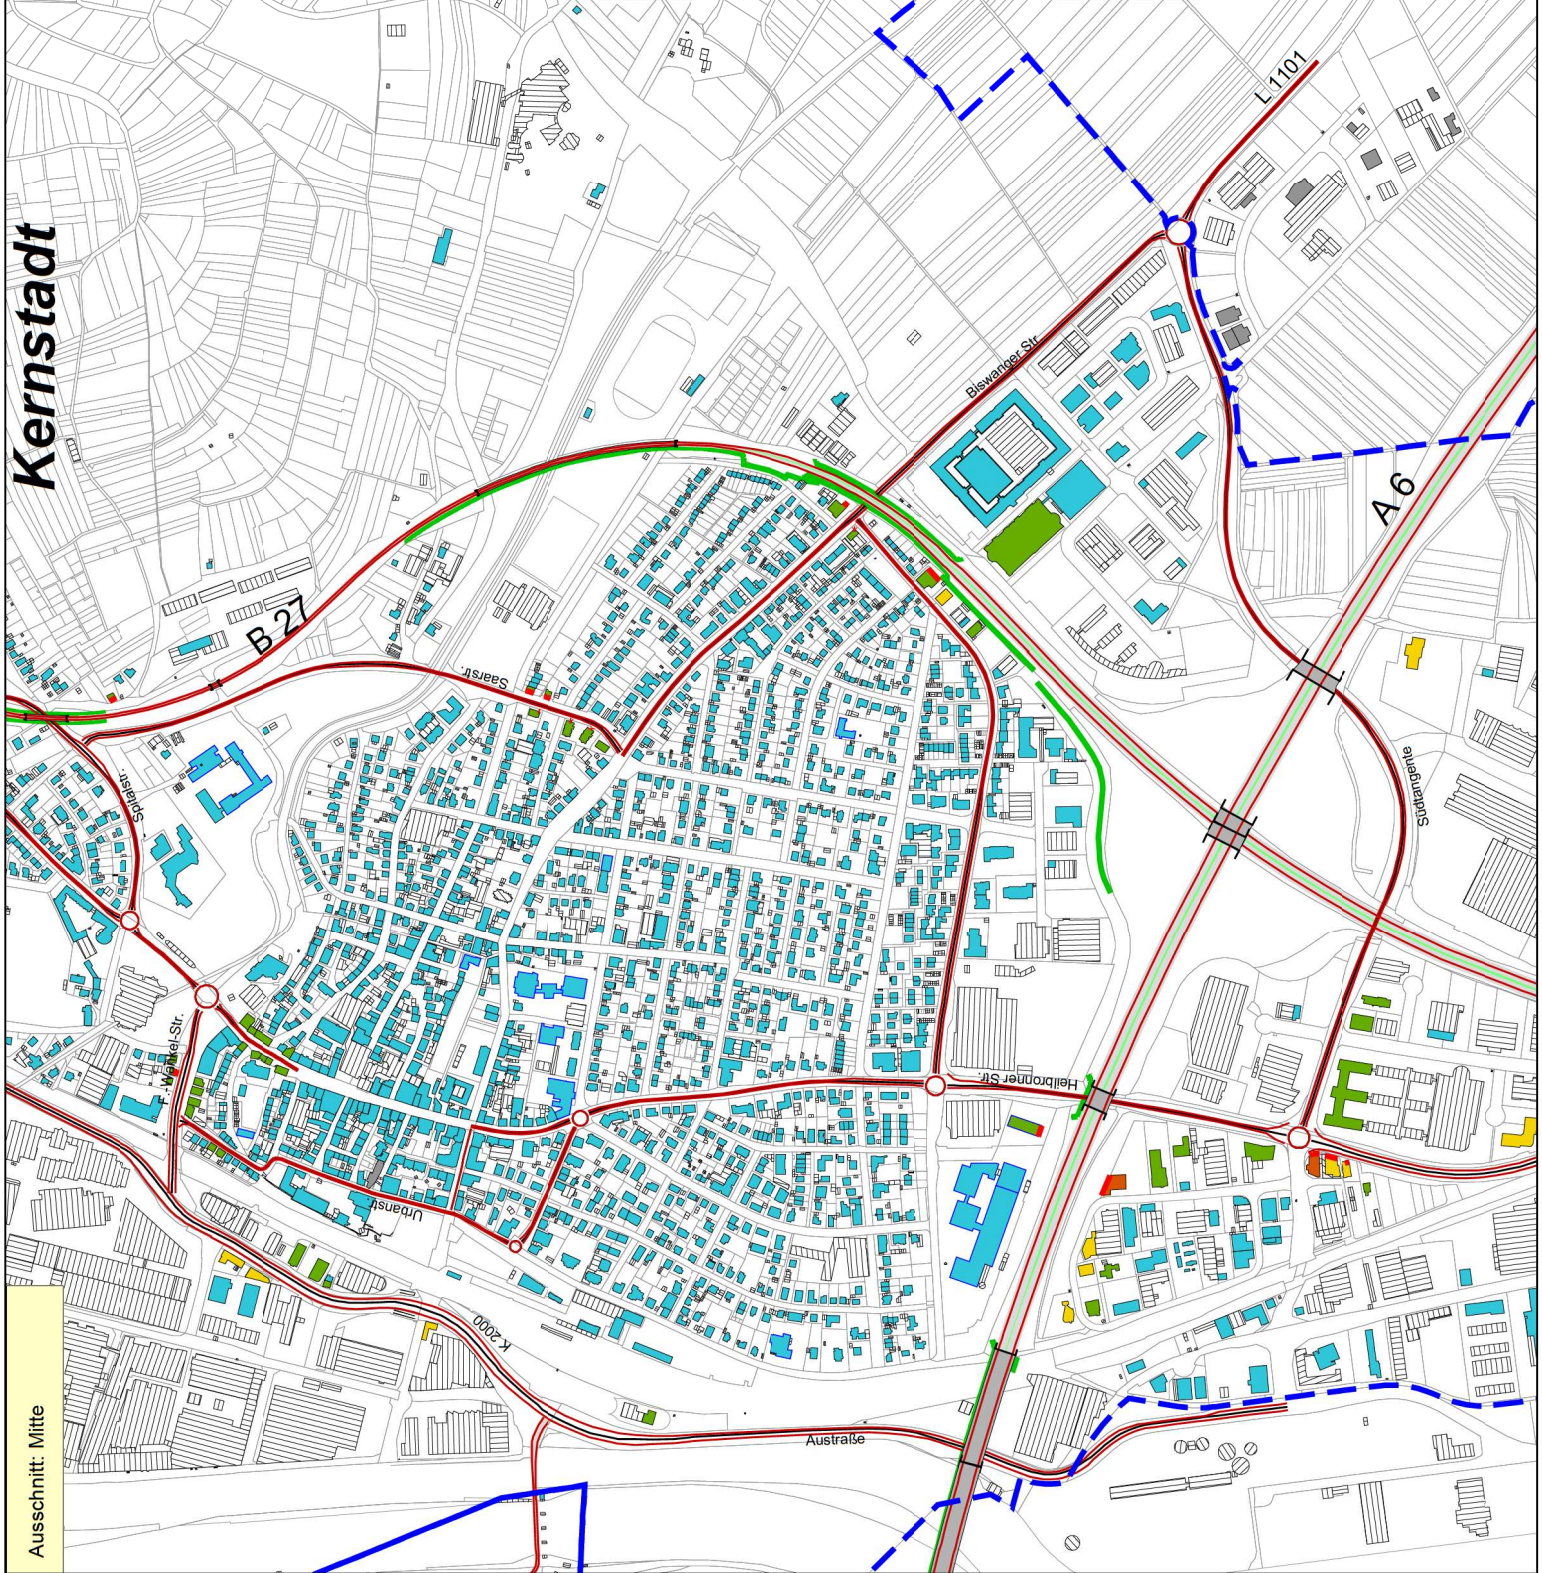 Kernstadt
L 1101
Biswanger Str.
A 6
B 27
Saarstr.
Spitalstr.
Südtangente
F.-Wankel-Str.
Heilbronner Str.
Urbanstr.
K 2000
Austraße
Ausschnitt: Mitte